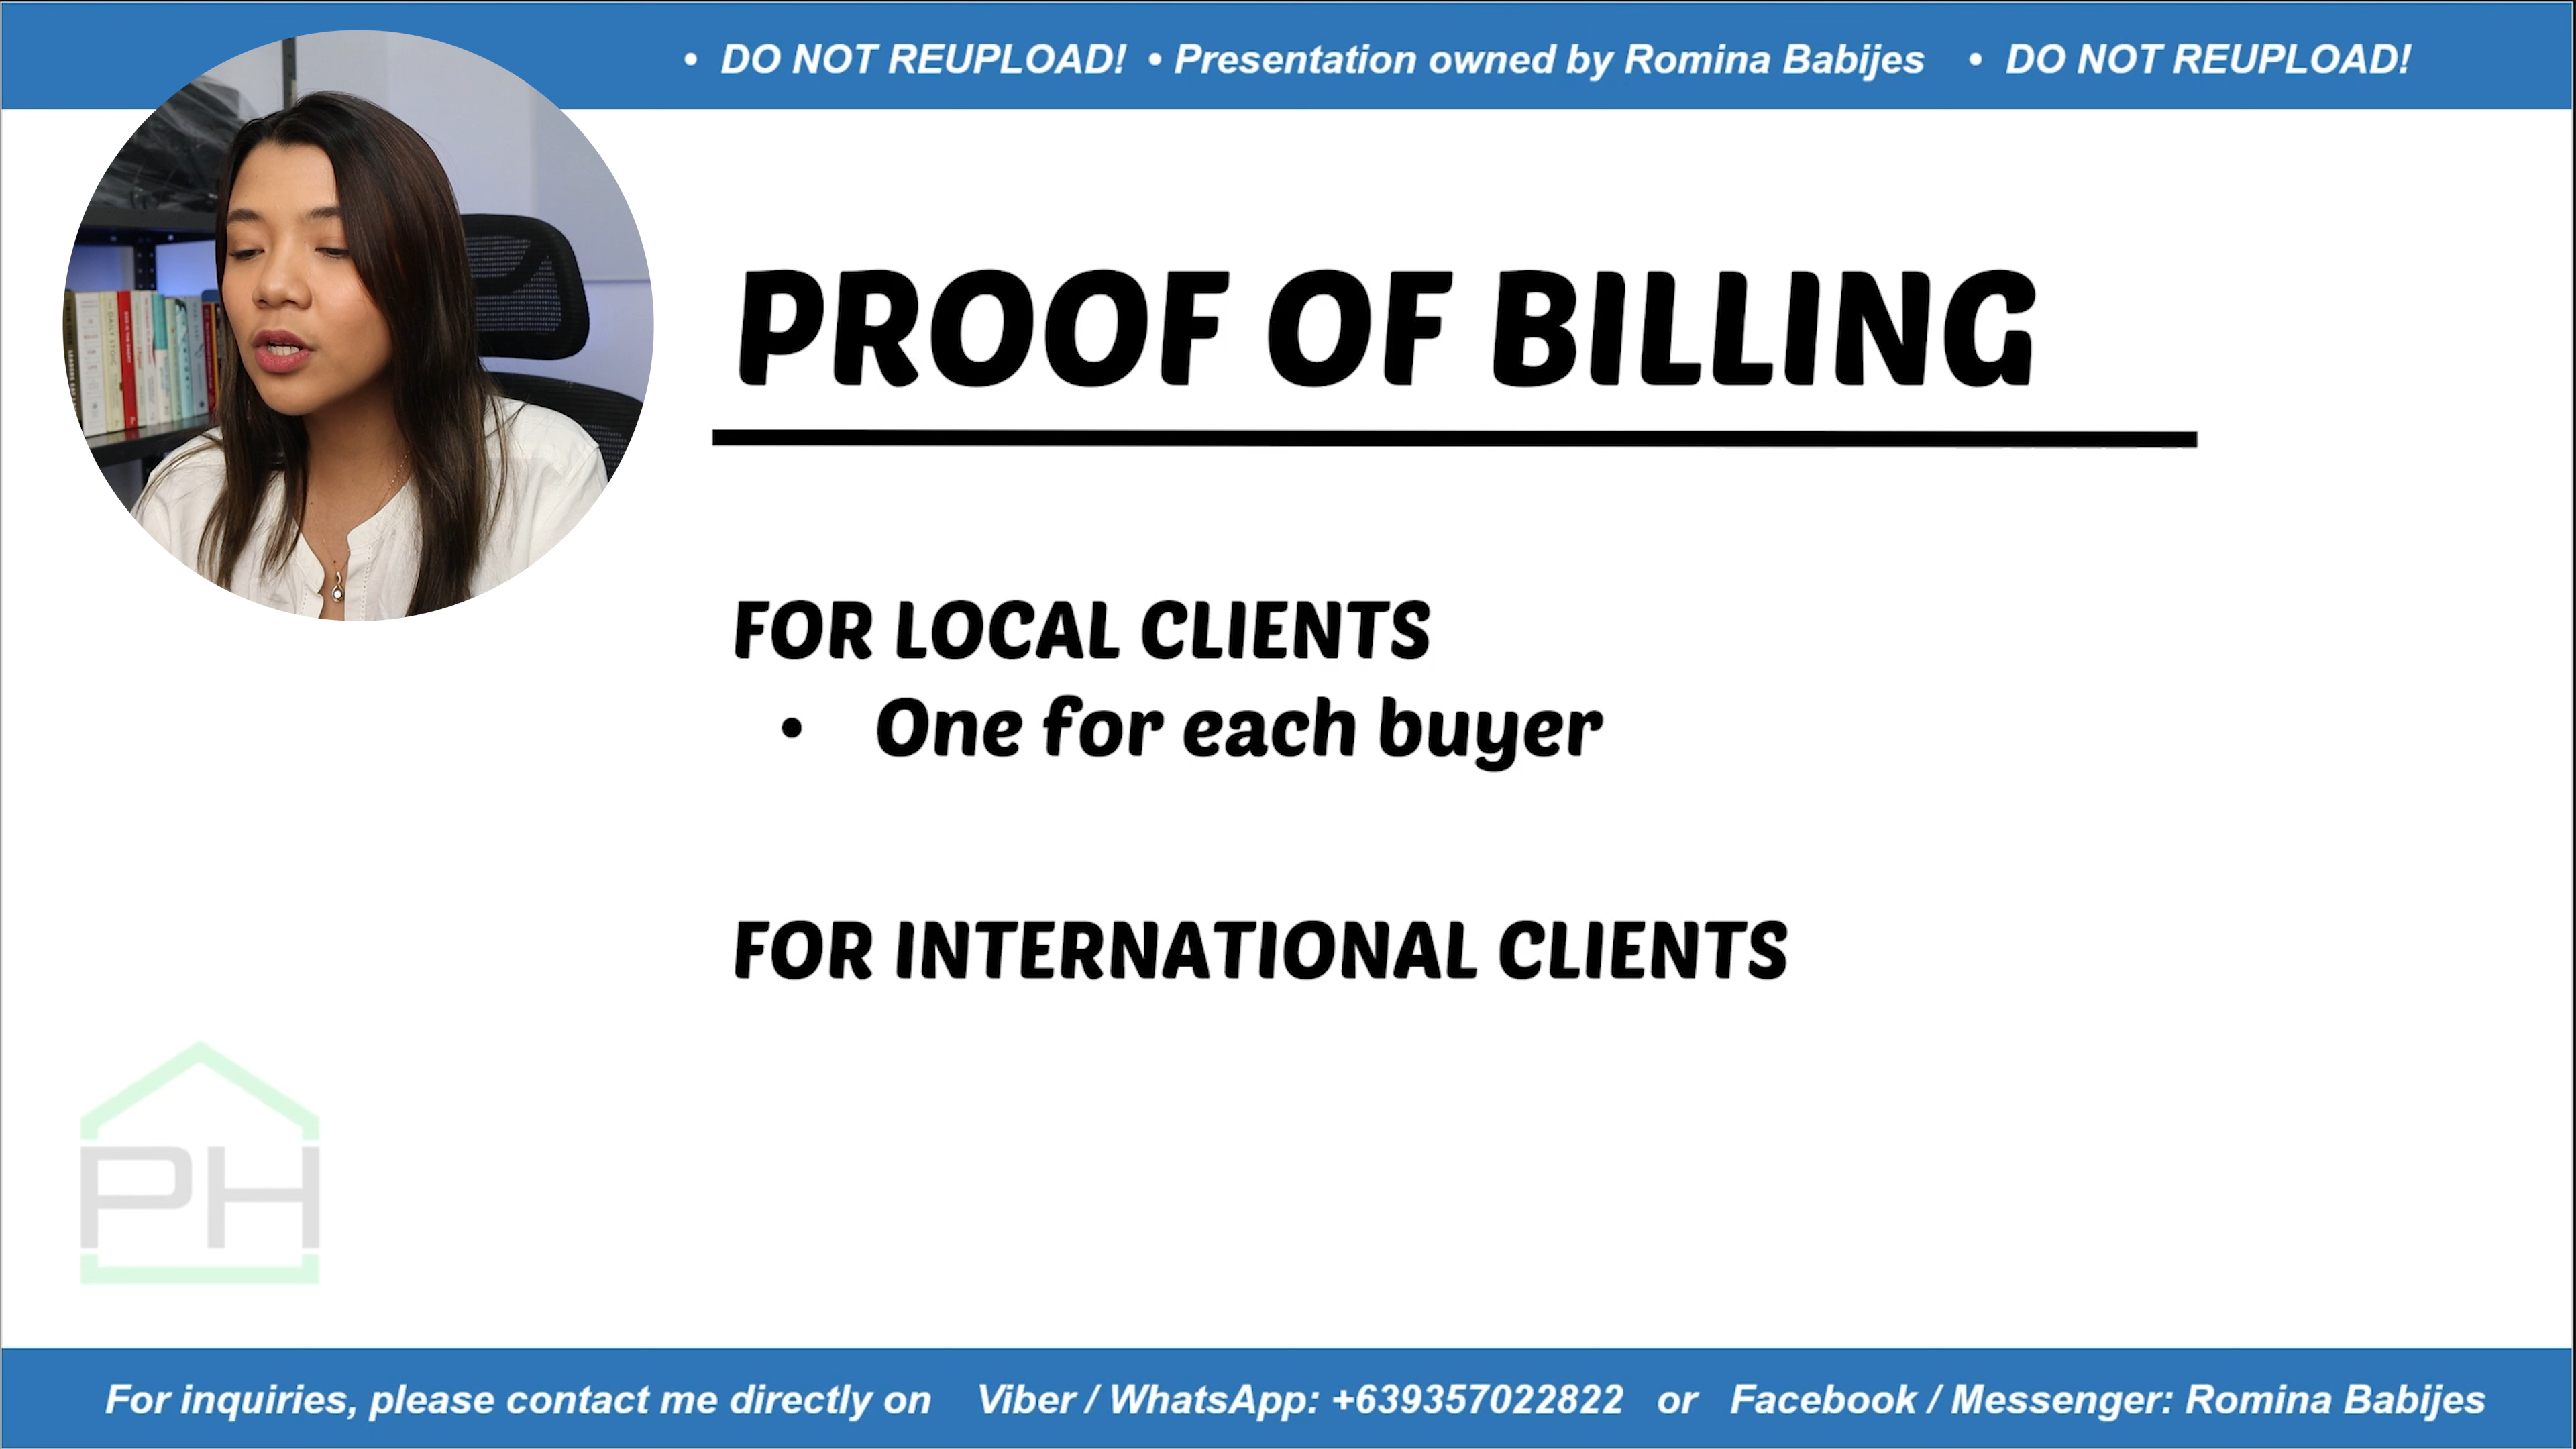 • DO NOT REUPLOAD! • Presentation owned by Romina Babijes • DO NOT REUPLOAD!
PROOF OF BILLING
FOR LOCAL CLIENTS
• One for each buyer
FOR INTERNATIONAL CLIENTS
PH
For inquiries, please contact me directly on Viber / WhatsApp: +639357022822 or Facebook / Messenger: Romina Babijes